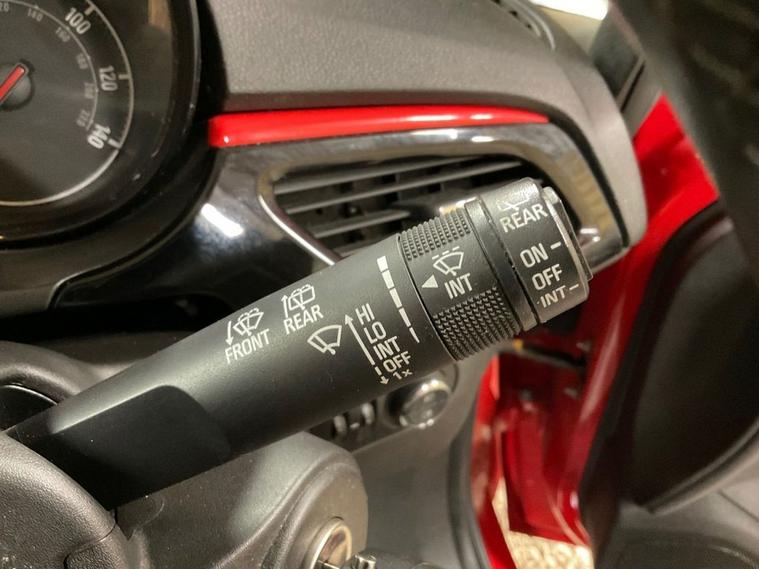 100
120
140
FRONT
REAR
HI
LO
INT
OFF
1x
INT
REAR
ON
OFF
INT